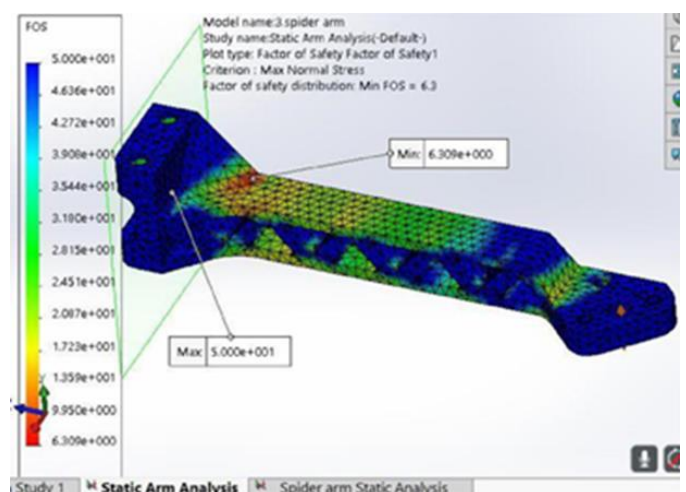 FOS
5.000e+001
4.636e+001
4.272e+001
3.908e+001
3.544e+001
3.180e+001
2.815e+001
2.451e+001
2.087e+001
1.723e+001
1.359e+001
9.950e+000
6.309e+000
Model name:3.spider arm
Study name:Static Arm Analysis(-Default-)
Plot type: Factor of Safety Factor of Safety1
Criterion : Max Normal Stress
Factor of safety distribution: Min FOS = 6.3
Min: 6.309e+000
Max: 5.000e+001
Study 1
Static Arm Analysis
Spider arm Static Analysis